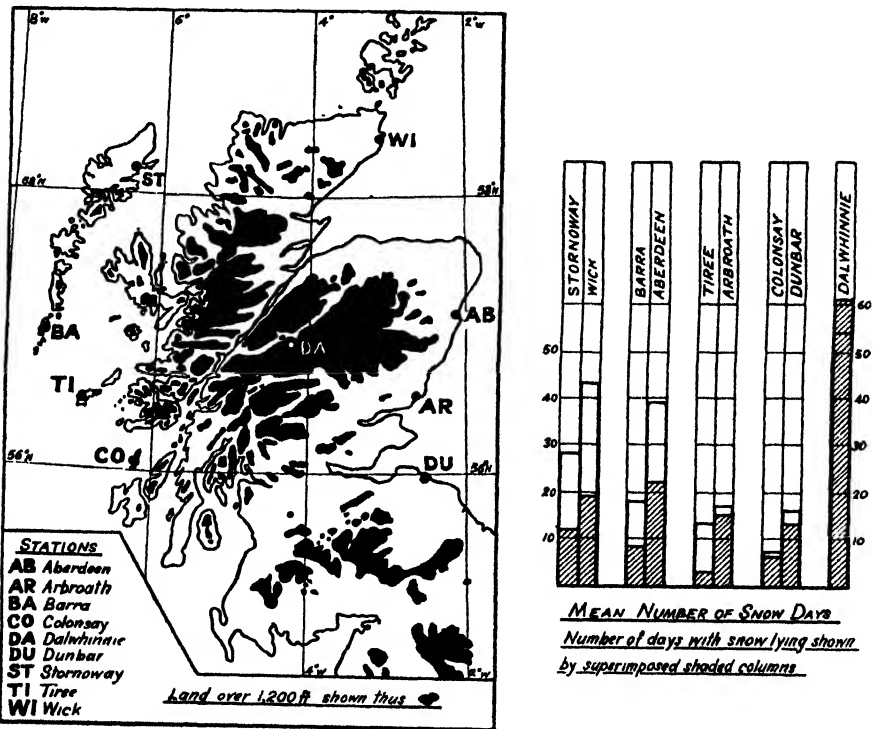 8°W
6°
4°
2°W
WI
ST
58°N
58°N
BA
AB
DA
TI
AR
CO
56°N
56°N
DU
STATIONS
AB Aberdeen
AR Arbroath
BA Barra
CO Colonsay
DA Dalwhinnie
DU Dunbar
ST Stornoway
TI Tiree
WI Wick
4°W
2°W
Land over 1,200 ft shown thus
STORNOWAY
WICK
BARRA
ABERDEEN
TIREE
ARBROATH
COLONSAY
DUNBAR
DALWHINNIE
50
40
30
20
10
60
50
40
30
20
10
MEAN NUMBER OF SNOW DAYS
Number of days with snow lying shown
by superimposed shaded columns